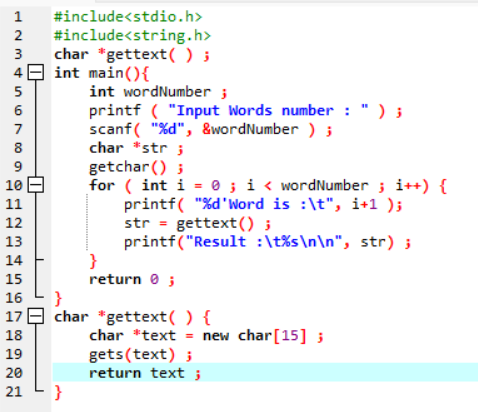 1 #include<stdio.h>
2 #include<string.h>
3 char *gettext( ) ;
4 int main(){
5 int wordNumber ;
6 printf ( "Input Words number : " ) ;
7 scanf( "%d", &wordNumber ) ;
8 char *str ;
9 getchar() ;
10 for ( int i = 0 ; i < wordNumber ; i++) {
11 printf( "%d'Word is :\t", i+1 );
12 str = gettext() ;
13 printf("Result :\t%s\n\n", str) ;
14 }
15 return 0 ;
16 }
17 char *gettext( ) {
18 char *text = new char[15] ;
19 gets(text) ;
20 return text ;
21 }